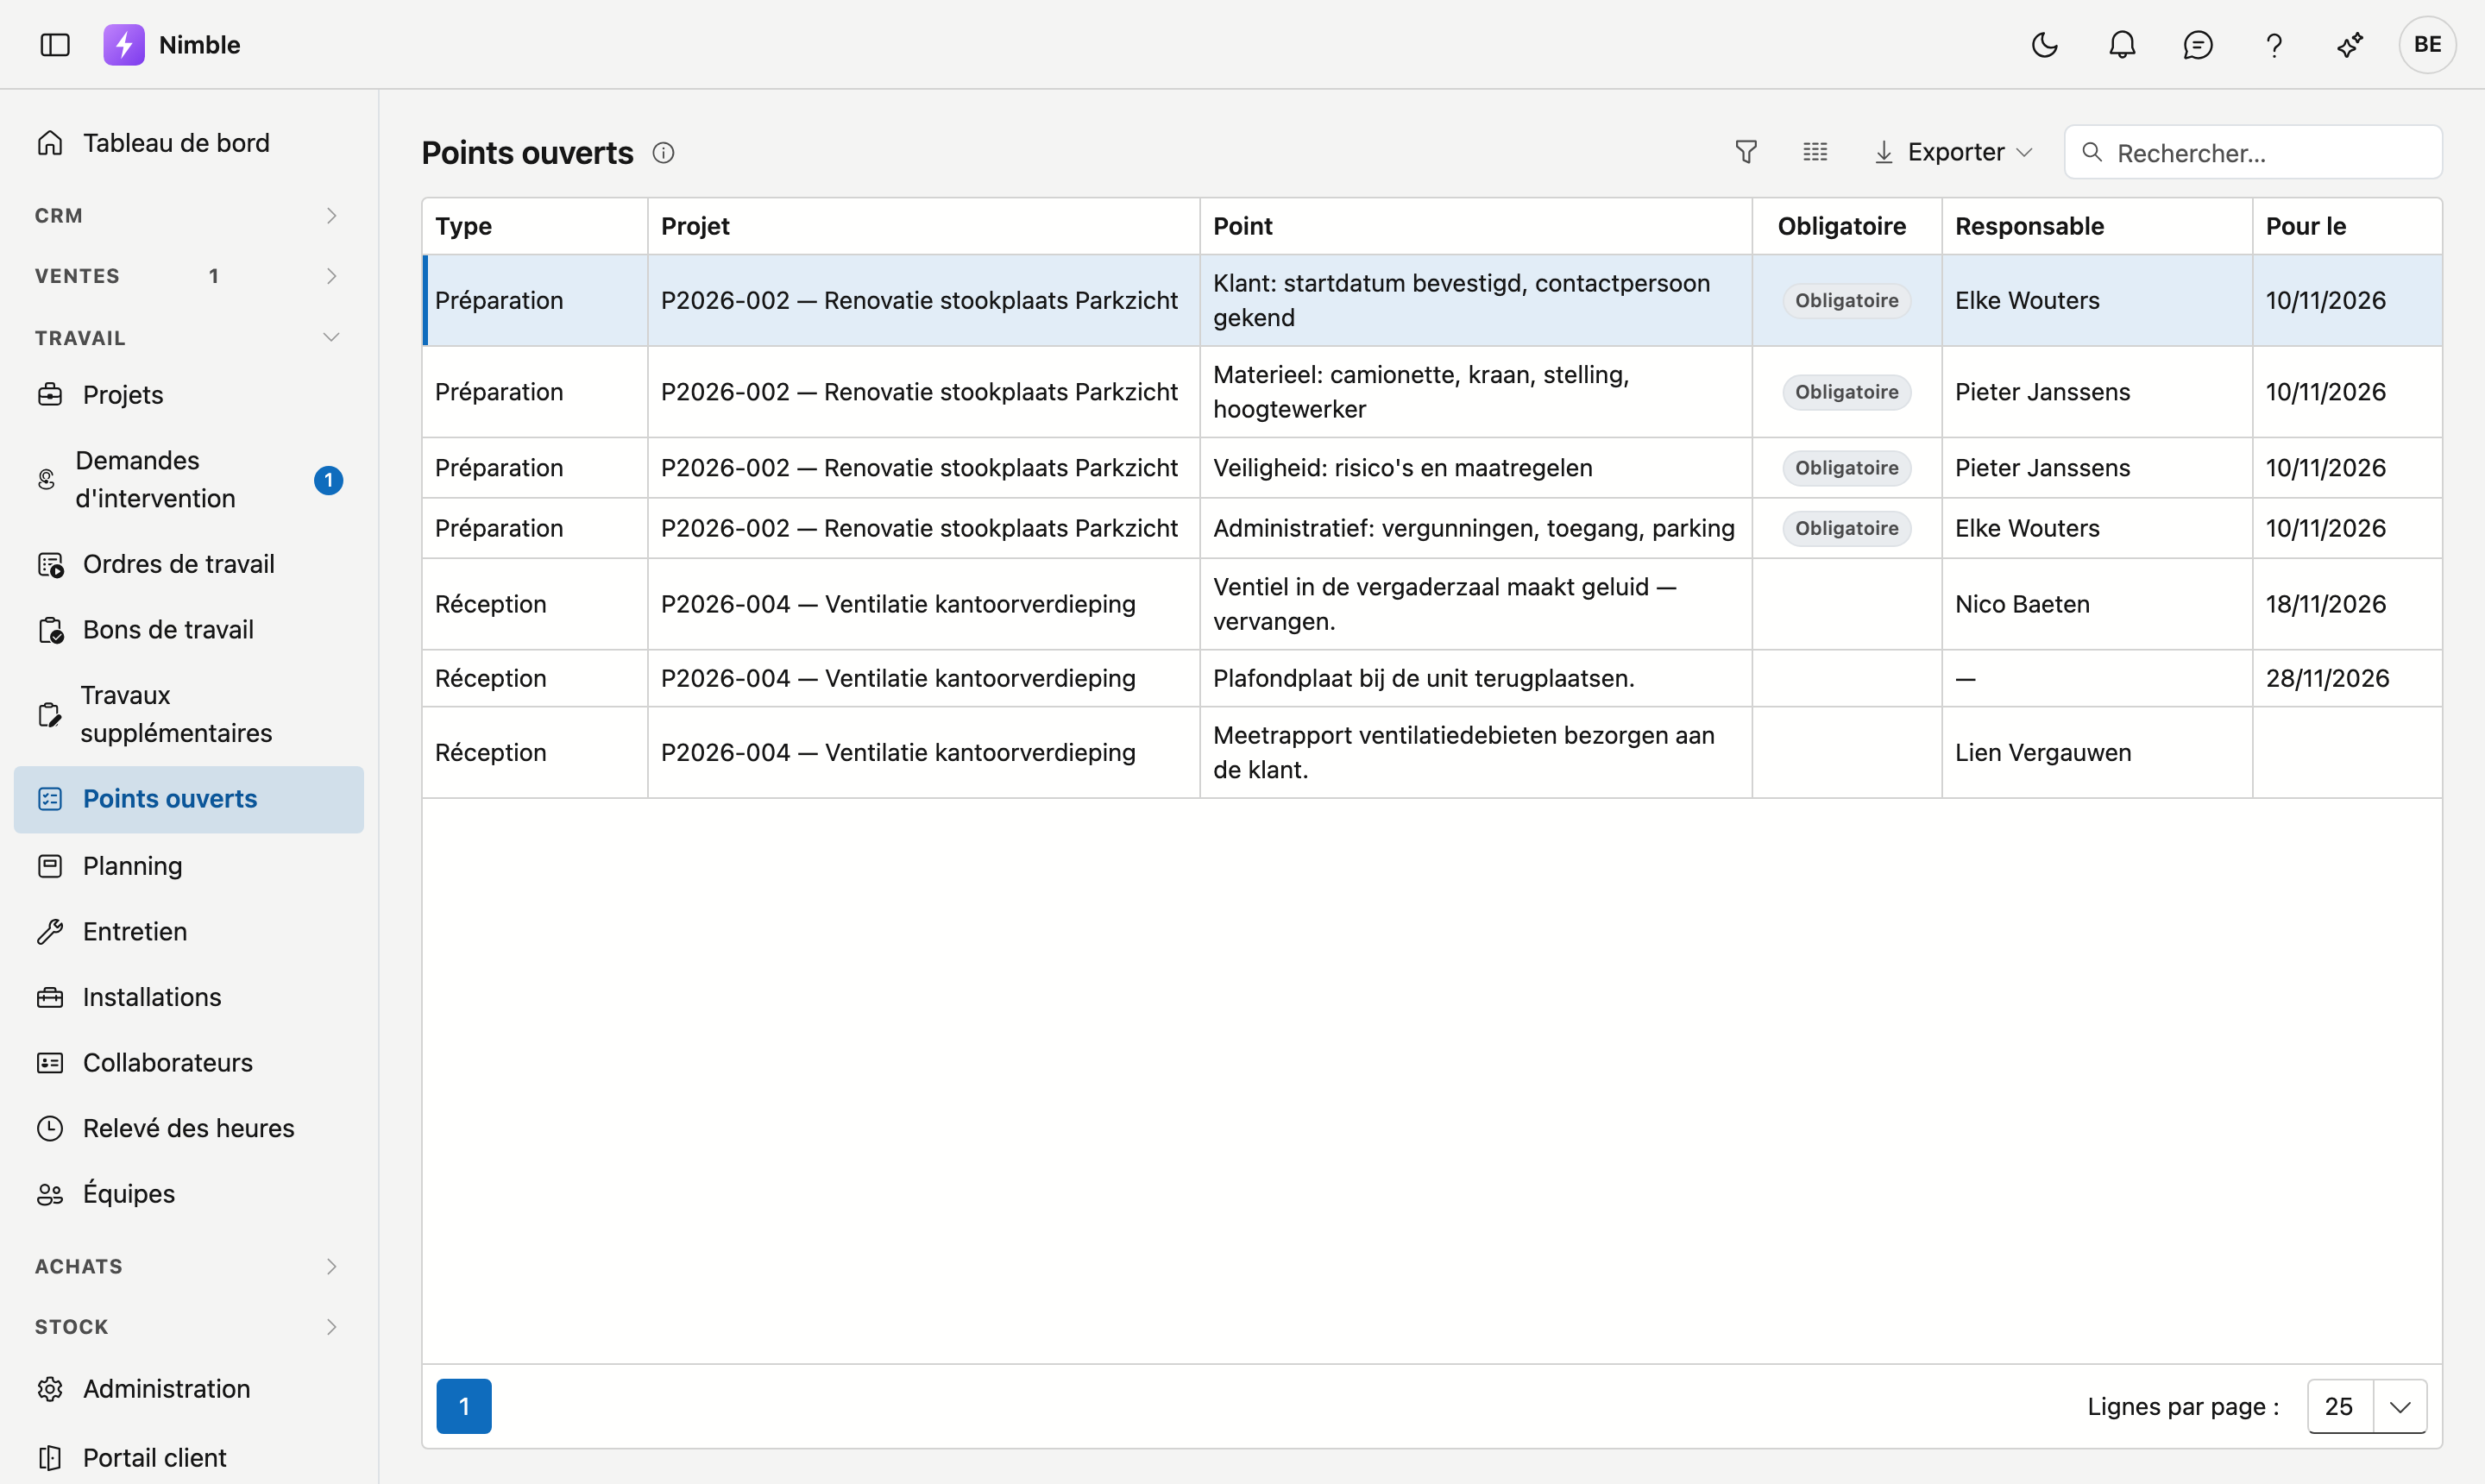 Nimble
BE
Tableau de bord
CRM
VENTES 1
TRAVAIL
Projets
Demandes
d'intervention
1
Ordres de travail
Bons de travail
Travaux
supplémentaires
Points ouverts
Planning
Entretien
Installations
Collaborateurs
Relevé des heures
Équipes
ACHATS
STOCK
Administration
Portail client
Points ouverts
Exporter
Rechercher...
Type Projet Point Obligatoire Responsable Pour le
Préparation P2026-002 — Renovatie stookplaats Parkzicht Klant: startdatum bevestigd, contactpersoon
gekend Obligatoire Elke Wouters 10/11/2026
Préparation P2026-002 — Renovatie stookplaats Parkzicht Materieel: camionette, kraan, stelling,
hoogtewerker Obligatoire Pieter Janssens 10/11/2026
Préparation P2026-002 — Renovatie stookplaats Parkzicht Veiligheid: risico's en maatregelen Obligatoire Pieter Janssens 10/11/2026
Préparation P2026-002 — Renovatie stookplaats Parkzicht Administratief: vergunningen, toegang, parking Obligatoire Elke Wouters 10/11/2026
Réception P2026-004 — Ventilatie kantoorverdieping Ventiel in de vergaderzaal maakt geluid —
vervangen. Nico Baeten 18/11/2026
Réception P2026-004 — Ventilatie kantoorverdieping Plafondplaat bij de unit terugplaatsen. — 28/11/2026
Réception P2026-004 — Ventilatie kantoorverdieping Meetrapport ventilatiedebieten bezorgen aan
de klant. Lien Vergauwen
1
Lignes par page : 25